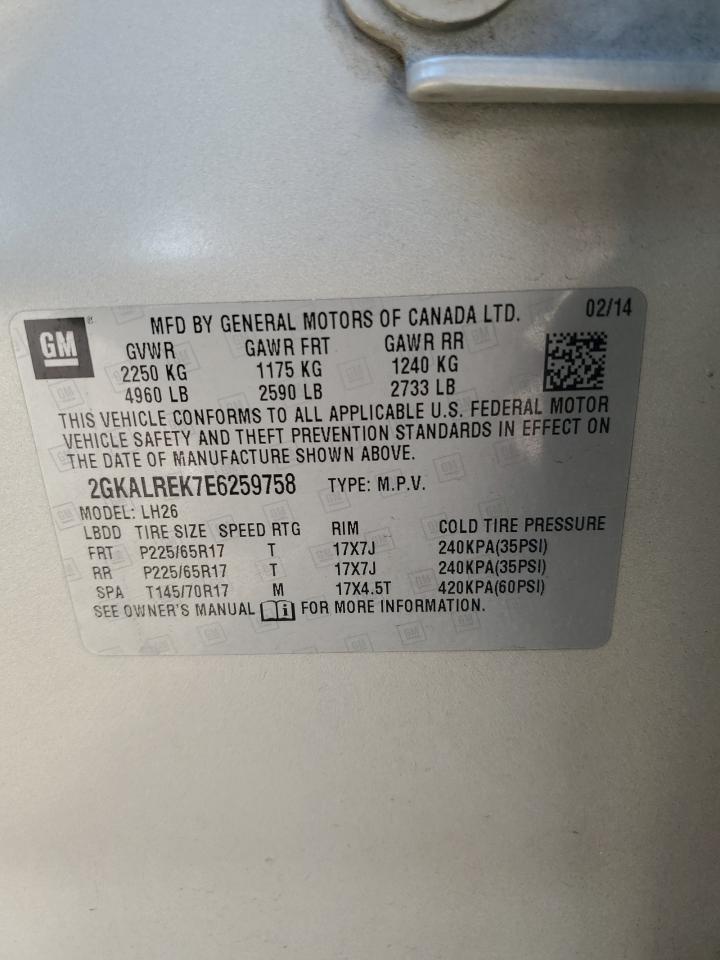 GM ® MFD BY GENERAL MOTORS OF CANADA LTD. 02/14
GVWR GAWR FRT GAWR RR
2250 KG 1175 KG 1240 KG
4960 LB 2590 LB 2733 LB
THIS VEHICLE CONFORMS TO ALL APPLICABLE U.S. FEDERAL MOTOR
VEHICLE SAFETY AND THEFT PREVENTION STANDARDS IN EFFECT ON
THE DATE OF MANUFACTURE SHOWN ABOVE.
2GKALREK7E6259758 TYPE: M.P.V.
MODEL: LH26
LBDD TIRE SIZE SPEED RTG RIM COLD TIRE PRESSURE
FRT P225/65R17 T 17X7J 240KPA(35PSI)
RR P225/65R17 T 17X7J 240KPA(35PSI)
SPA T145/70R17 M 17X4.5T 420KPA(60PSI)
SEE OWNER'S MANUAL FOR MORE INFORMATION.